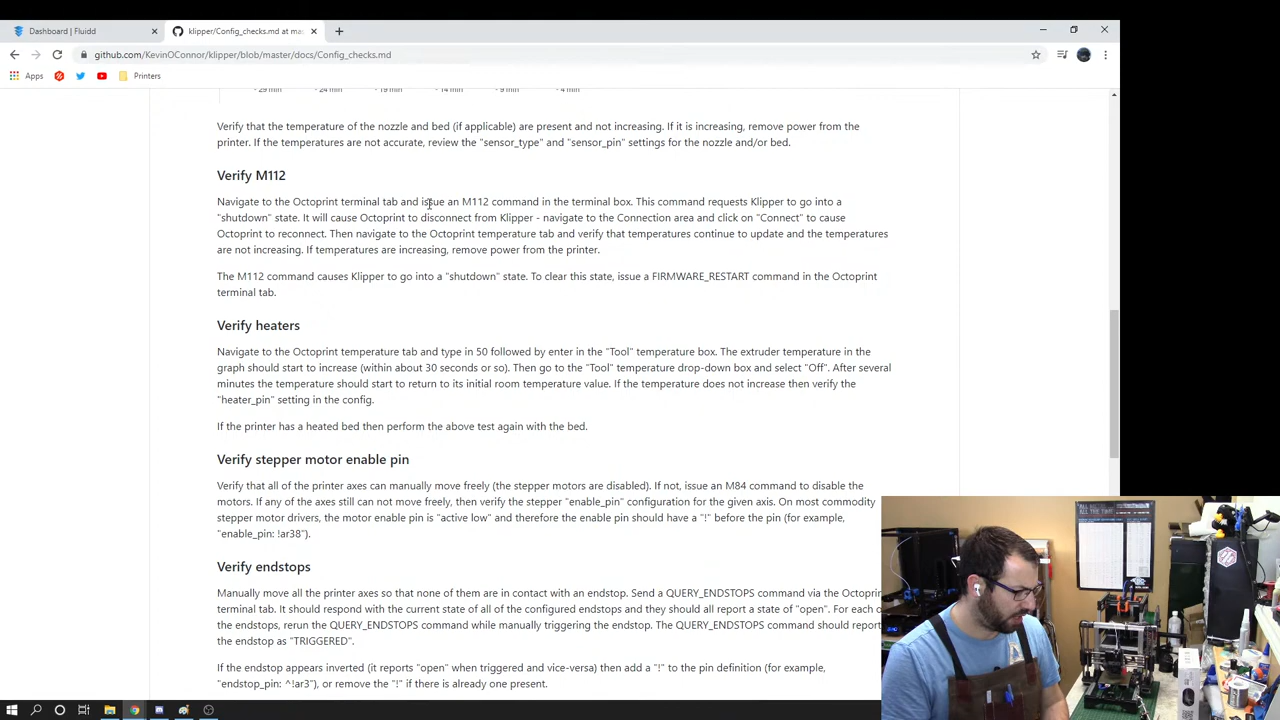 Dashboard | Fluidd
klipper/Config_checks.md at mas
github.com/KevinOConnor/klipper/blob/master/docs/Config_checks.md
Apps
Printers
29 min 24 min 19 min 14 min 9 min 4 min
Verify that the temperature of the nozzle and bed (if applicable) are present and not increasing. If it is increasing, remove power from the
printer. If the temperatures are not accurate, review the "sensor_type" and "sensor_pin" settings for the nozzle and/or bed.
Verify M112
Navigate to the Octoprint terminal tab and issue an M112 command in the terminal box. This command requests Klipper to go into a
"shutdown" state. It will cause Octoprint to disconnect from Klipper - navigate to the Connection area and click on "Connect" to cause
Octoprint to reconnect. Then navigate to the Octoprint temperature tab and verify that temperatures continue to update and the temperatures
are not increasing. If temperatures are increasing, remove power from the printer.
The M112 command causes Klipper to go into a "shutdown" state. To clear this state, issue a FIRMWARE_RESTART command in the Octoprint
terminal tab.
Verify heaters
Navigate to the Octoprint temperature tab and type in 50 followed by enter in the "Tool" temperature box. The extruder temperature in the
graph should start to increase (within about 30 seconds or so). Then go to the "Tool" temperature drop-down box and select "Off". After several
minutes the temperature should start to return to its initial room temperature value. If the temperature does not increase then verify the
"heater_pin" setting in the config.
If the printer has a heated bed then perform the above test again with the bed.
Verify stepper motor enable pin
Verify that all of the printer axes can manually move freely (the stepper motors are disabled). If not, issue an M84 command to disable the
motors. If any of the axes still can not move freely, then verify the stepper "enable_pin" configuration for the given axis. On most commodity
stepper motor drivers, the motor enable pin is "active low" and therefore the enable pin should have a "!" before the pin (for example,
"enable_pin: !ar38").
Verify endstops
Manually move all the printer axes so that none of them are in contact with an endstop. Send a QUERY_ENDSTOPS command via the Octoprin
terminal tab. It should respond with the current state of all of the configured endstops and they should all report a state of "open". For each o
the endstops, rerun the QUERY_ENDSTOPS command while manually triggering the endstop. The QUERY_ENDSTOPS command should report
the endstop as "TRIGGERED".
If the endstop appears inverted (it reports "open" when triggered and vice-versa) then add a "!" to the pin definition (for example,
"endstop_pin: ^!ar3"), or remove the "!" if there is already one present.